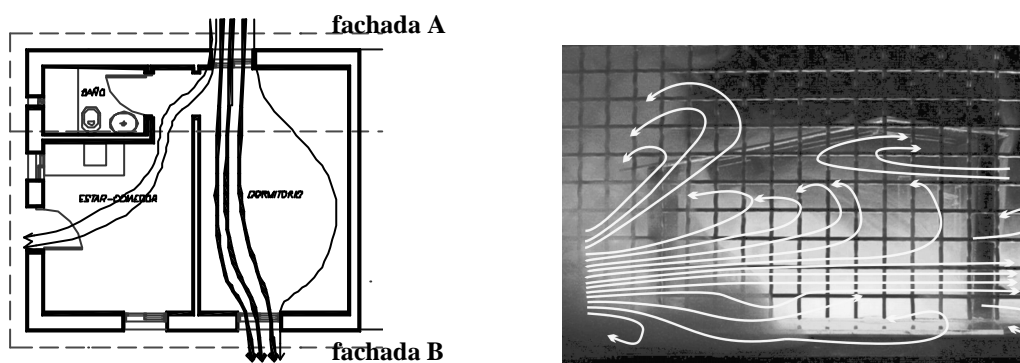 fachada A
BAÑO
ESTAR-COMEDOR
DORMITORIO
fachada B